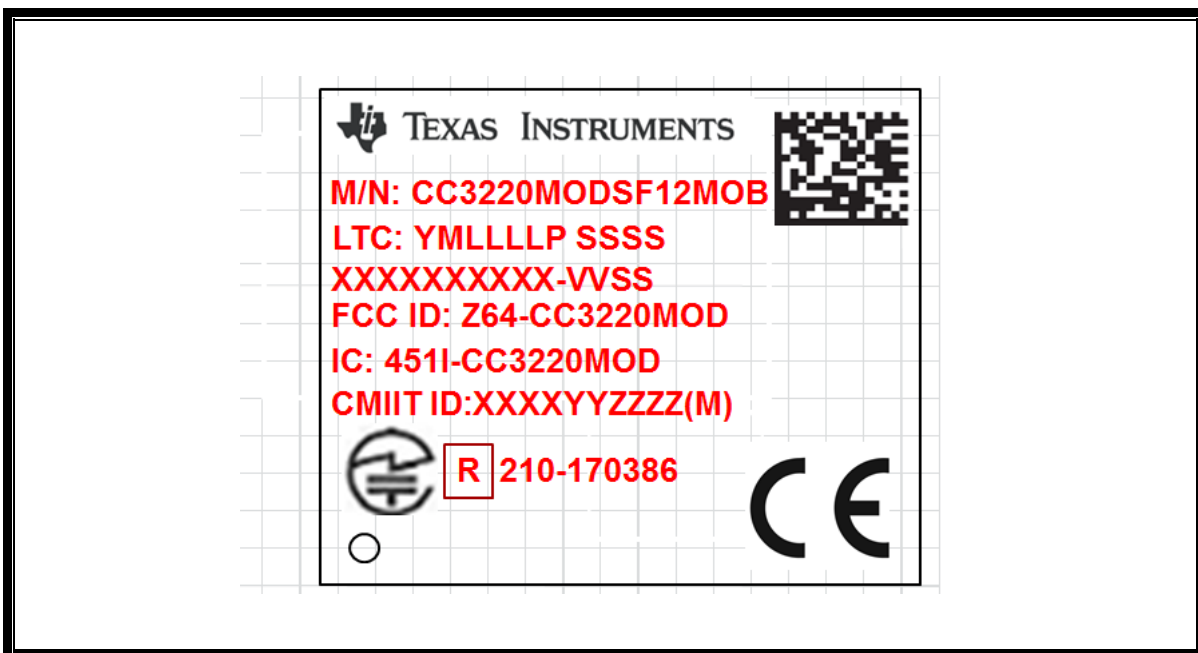 TEXAS INSTRUMENTS
M/N: CC3220MODSF12MOB
LTC: YMLLLLP SSSS
XXXXXXXXXX-VVSS
FCC ID: Z64-CC3220MOD
IC: 451I-CC3220MOD
CMIIT ID:XXXXYYZZZZ(M)
R 210-170386
CE